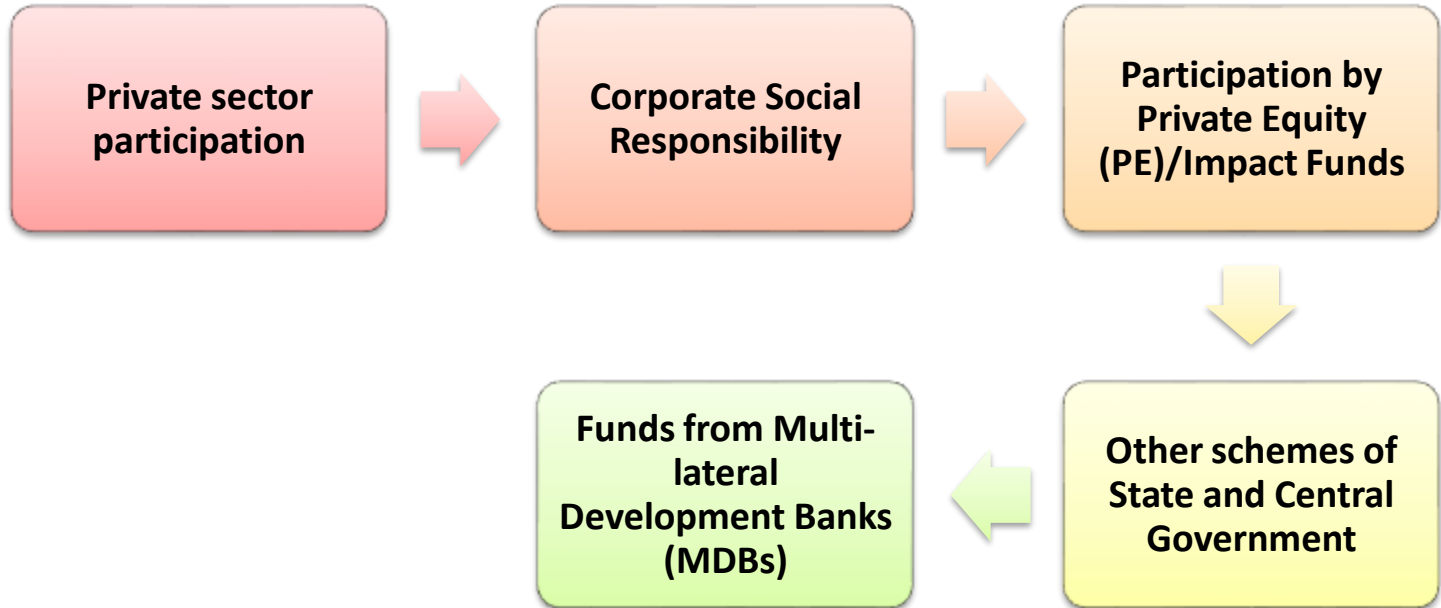 Private sector
participation
Corporate Social
Responsibility
Participation by
Private Equity
(PE)/Impact Funds
Other schemes of
State and Central
Government
Funds from Multi-
lateral
Development Banks
(MDBs)